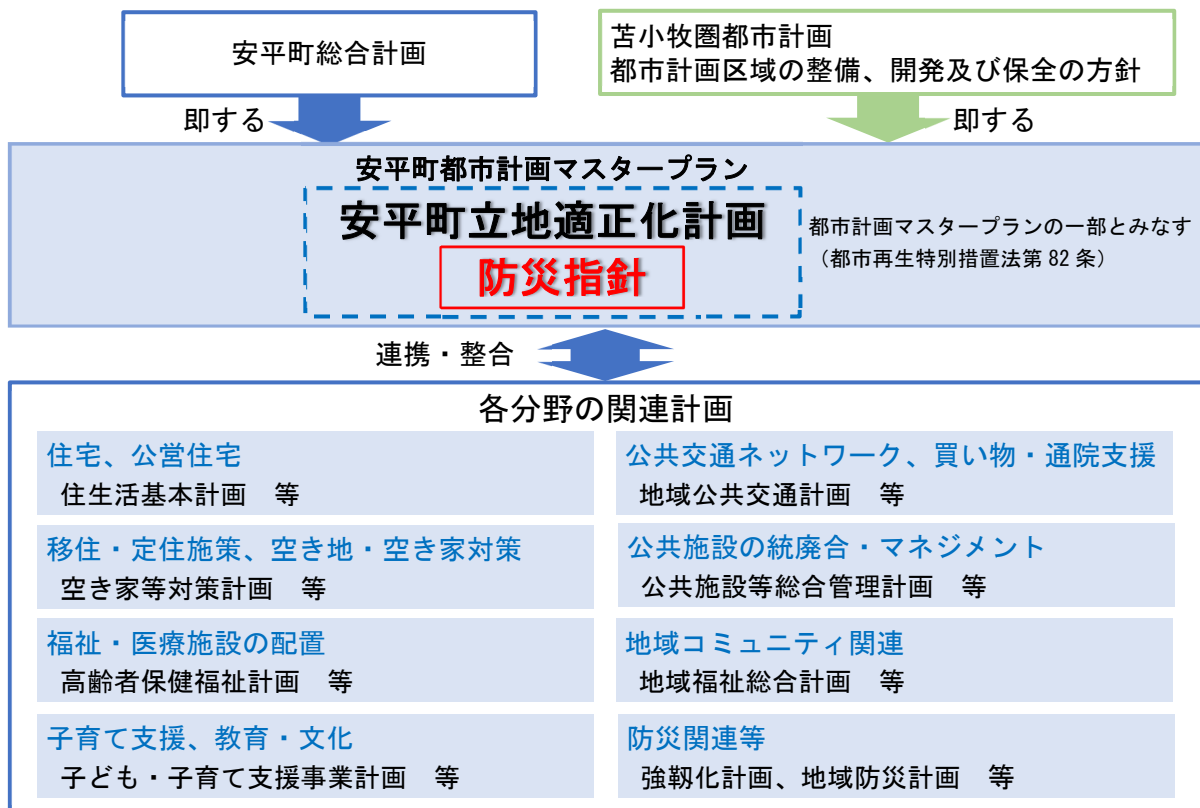 安平町総合計画
苫小牧圏都市計画
都市計画区域の整備、開発及び保全の方針
即する
即する
安平町都市計画マスタープラン
安平町立地適正化計画
防災指針
都市計画マスタープランの一部とみなす
（都市再生特別措置法第 82 条）
連携・整合
各分野の関連計画
住宅、公営住宅
住生活基本計画　等
公共交通ネットワーク、買い物・通院支援
地域公共交通計画　等
移住・定住施策、空き地・空き家対策
空き家等対策計画　等
公共施設の統廃合・マネジメント
公共施設等総合管理計画　等
福祉・医療施設の配置
高齢者保健福祉計画　等
地域コミュニティ関連
地域福祉総合計画　等
子育て支援、教育・文化
子ども・子育て支援事業計画　等
防災関連等
強靱化計画、地域防災計画　等